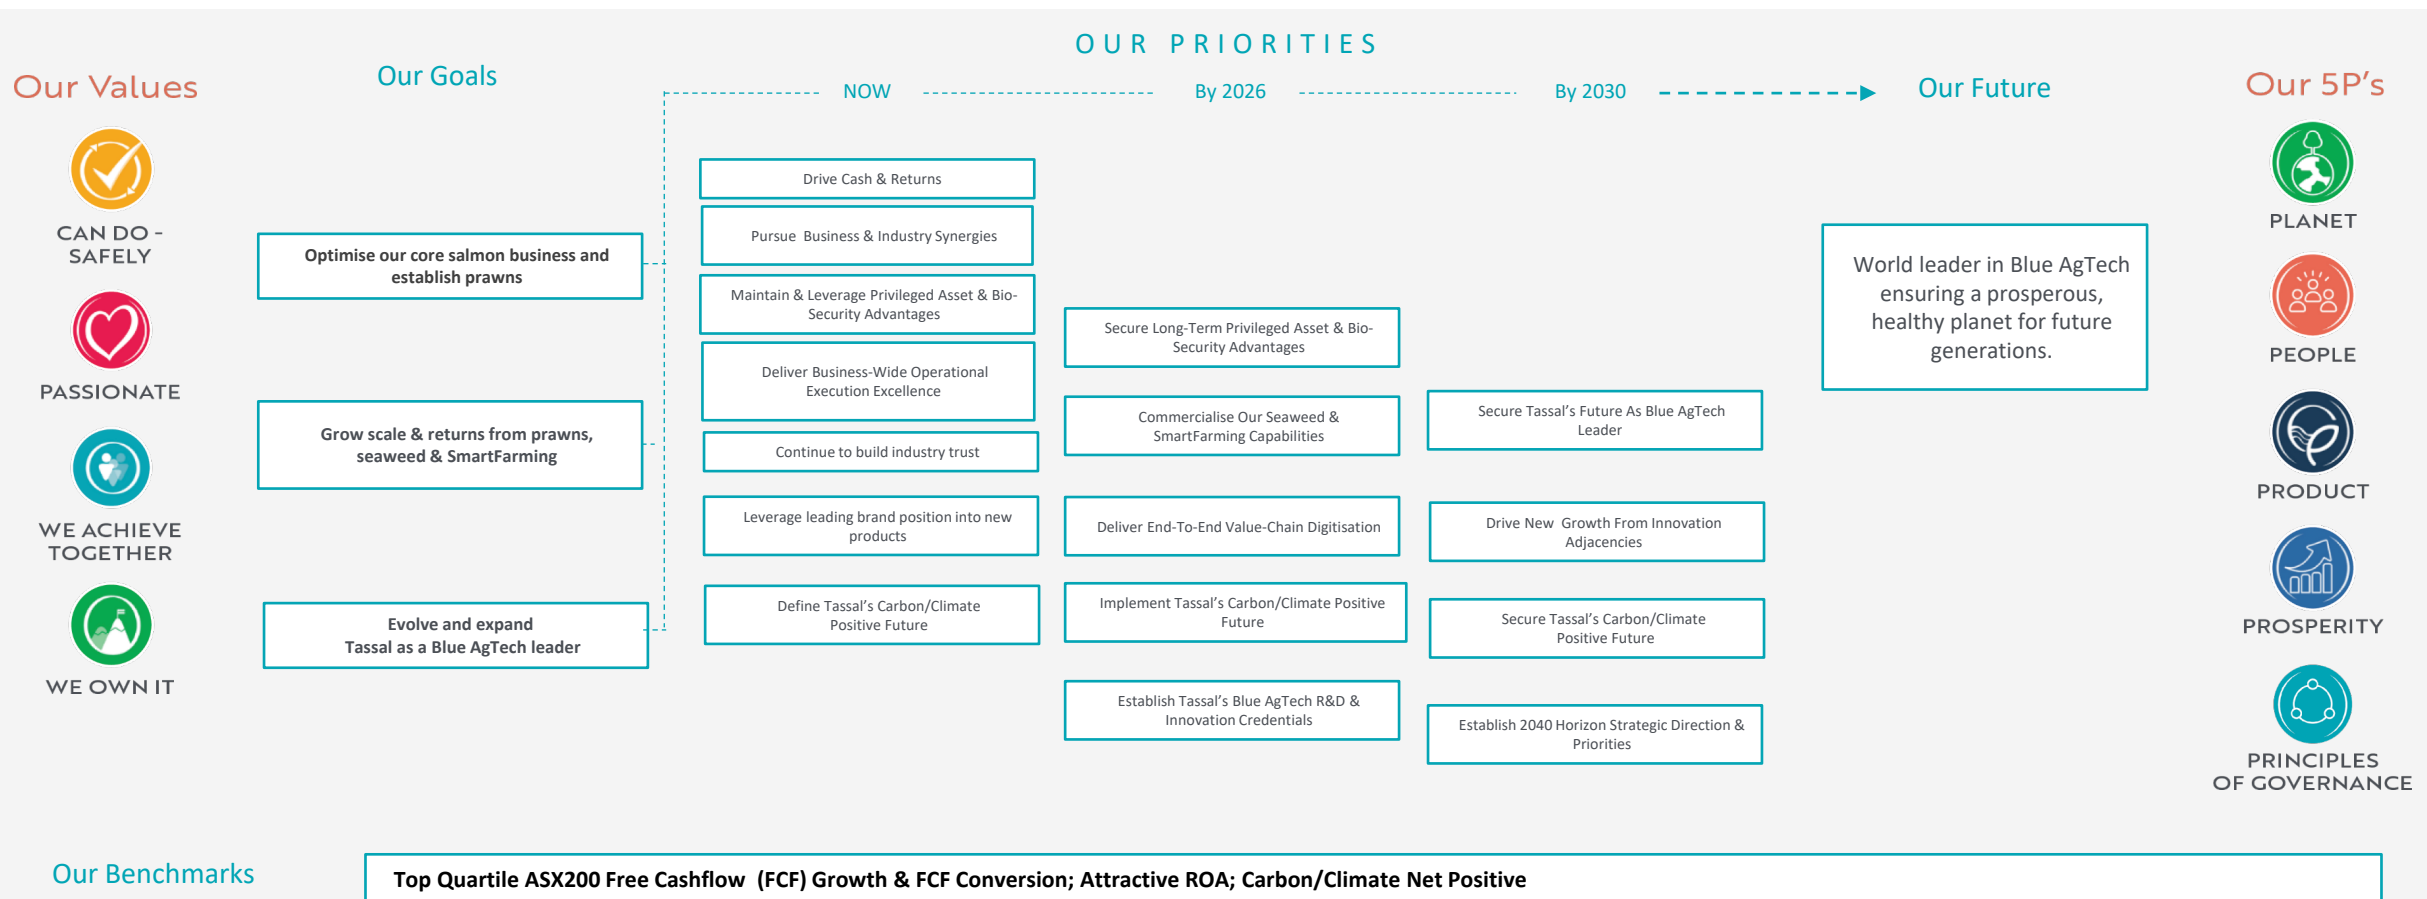 OUR PRIORITIES
Our Values
Our Goals
NOW
By 2026
By 2030
Our Future
Our 5P's
CAN DO -
SAFELY
PASSIONATE
WE ACHIEVE
TOGETHER
WE OWN IT
Optimise our core salmon business and
establish prawns
Grow scale & returns from prawns,
seaweed & SmartFarming
Evolve and expand
Tassal as a Blue AgTech leader
Drive Cash & Returns
Pursue Business & Industry Synergies
Maintain & Leverage Privileged Asset & Bio-
Security Advantages
Deliver Business-Wide Operational
Execution Excellence
Continue to build industry trust
Leverage leading brand position into new
products
Define Tassal's Carbon/Climate
Positive Future
Secure Long-Term Privileged Asset & Bio-
Security Advantages
Commercialise Our Seaweed &
SmartFarming Capabilities
Deliver End-To-End Value-Chain Digitisation
Implement Tassal's Carbon/Climate Positive
Future
Establish Tassal's Blue AgTech R&D &
Innovation Credentials
Secure Tassal's Future As Blue AgTech
Leader
Drive New Growth From Innovation
Adjacencies
Secure Tassal's Carbon/Climate
Positive Future
Establish 2040 Horizon Strategic Direction &
Priorities
World leader in Blue AgTech
ensuring a prosperous,
healthy planet for future
generations.
PLANET
PEOPLE
PRODUCT
PROSPERITY
PRINCIPLES
OF GOVERNANCE
Our Benchmarks
Top Quartile ASX200 Free Cashflow (FCF) Growth & FCF Conversion; Attractive ROA; Carbon/Climate Net Positive